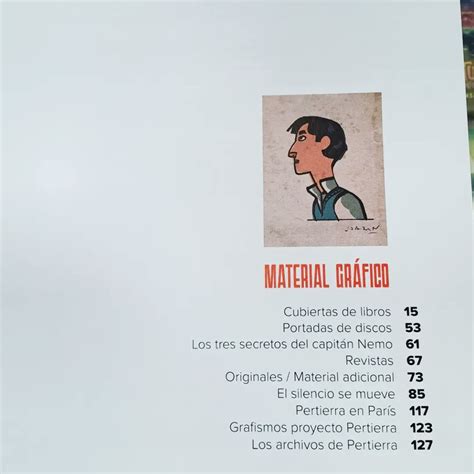 MATERIAL GRÁFICO
Cubiertas de libros 15
Portadas de discos 53
Los tres secretos del capitán Nemo 61
Revistas 67
Originales / Material adicional 73
El silencio se mueve 85
Pertierra en París 117
Grafismos proyecto Pertierra 123
Los archivos de Pertierra 127